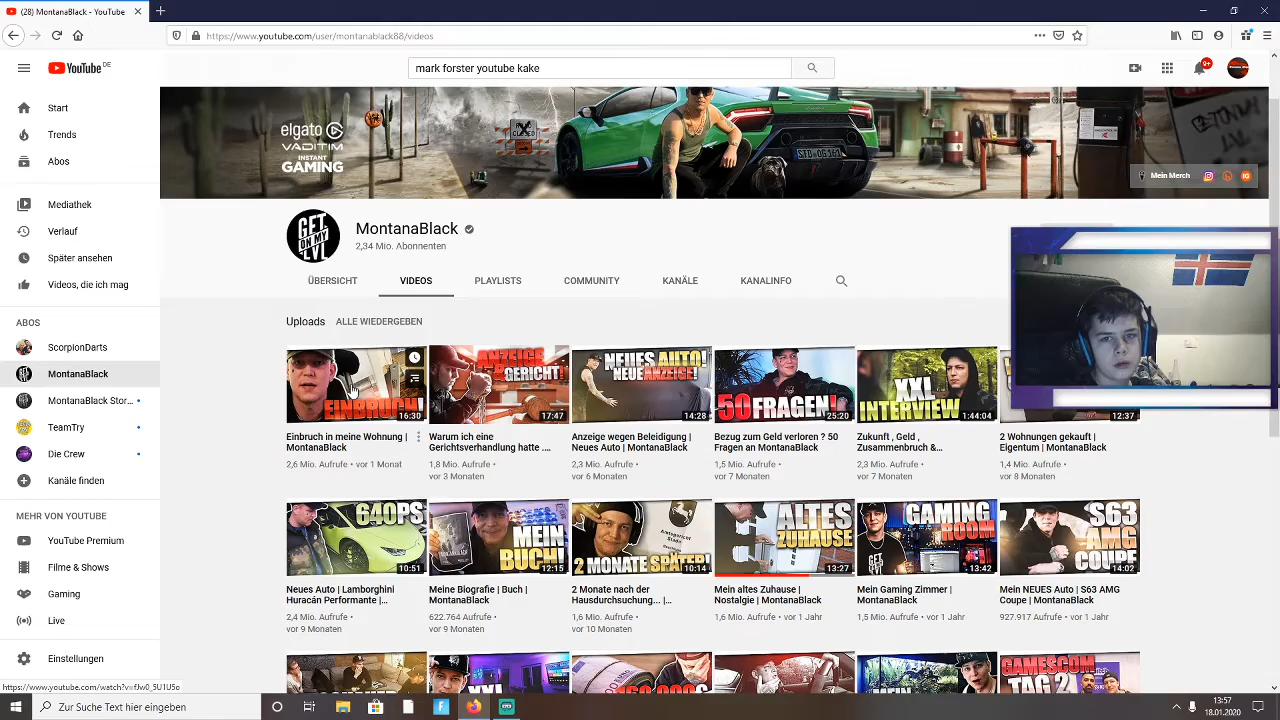 (28) MontanaBlack - YouTube
https://www.youtube.com/user/montanablack88/videos
YouTube DE
mark forster youtube kake
9+
Start
Trends
Abos
Mediathek
Verlauf
Später ansehen
Videos, die ich mag
ABOS
ScorpionDarts
MontanaBlack
MontanaBlack Stor...
TeamTry
Die Crew
Kanäle finden
MEHR VON YOUTUBE
YouTube Premium
Filme & Shows
Gaming
Live
Einstellungen
elgato
VADITIM
INSTANT
GAMING
Mein Merch
GET
ON MY
LVL
MontanaBlack
2,34 Mio. Abonnenten
ÜBERSICHT
VIDEOS
PLAYLISTS
COMMUNITY
KANÄLE
KANALINFO
Uploads
ALLE WIEDERGEBEN
EINBRUCH!
16:30
Einbruch in meine Wohnung |
MontanaBlack
2,6 Mio. Aufrufe • vor 1 Monat
ANZEIGE
GERICHT!
17:47
Warum ich eine
Gerichtsverhandlung hatte ...
1,8 Mio. Aufrufe •
vor 3 Monaten
NEUES AUTO!
NEUE ANZEIGE!
14:28
Anzeige wegen Beleidigung |
Neues Auto | MontanaBlack
2,3 Mio. Aufrufe •
vor 6 Monaten
50 FRAGEN!
25:20
Bezug zum Geld verloren ? 50
Fragen an MontanaBlack
1,5 Mio. Aufrufe •
vor 7 Monaten
XXL
INTERVIEW
1:44:04
Zukunft , Geld ,
Zusammenbruch &...
2,3 Mio. Aufrufe •
vor 7 Monaten
12:37
2 Wohnungen gekauft |
Eigentum | MontanaBlack
1,4 Mio. Aufrufe •
vor 8 Monaten
640PS
10:51
Neues Auto | Lamborghini
Huracán Performante |...
2,4 Mio. Aufrufe •
vor 9 Monaten
MEIN
BUCH!
12:15
Meine Biografie | Buch |
MontanaBlack
622.764 Aufrufe •
vor 9 Monaten
2 MONATE SPÄTER!
10:14
2 Monate nach der
Hausdurchsuchung... |...
1,6 Mio. Aufrufe •
vor 10 Monaten
ALTES
ZUHAUSE
13:27
Mein altes Zuhause |
Nostalgie | MontanaBlack
1,6 Mio. Aufrufe • vor 1 Jahr
GAMING
ROOM
13:42
Mein Gaming Zimmer |
MontanaBlack
1,5 Mio. Aufrufe • vor 1 Jahr
S63
AMG
COUPE
14:02
Mein NEUES Auto | S63 AMG
Coupe | MontanaBlack
927.917 Aufrufe • vor 1 Jahr
GAMESCOM
TAG 2
Zur Suche Text hier eingeben
13:57
18.01.2020